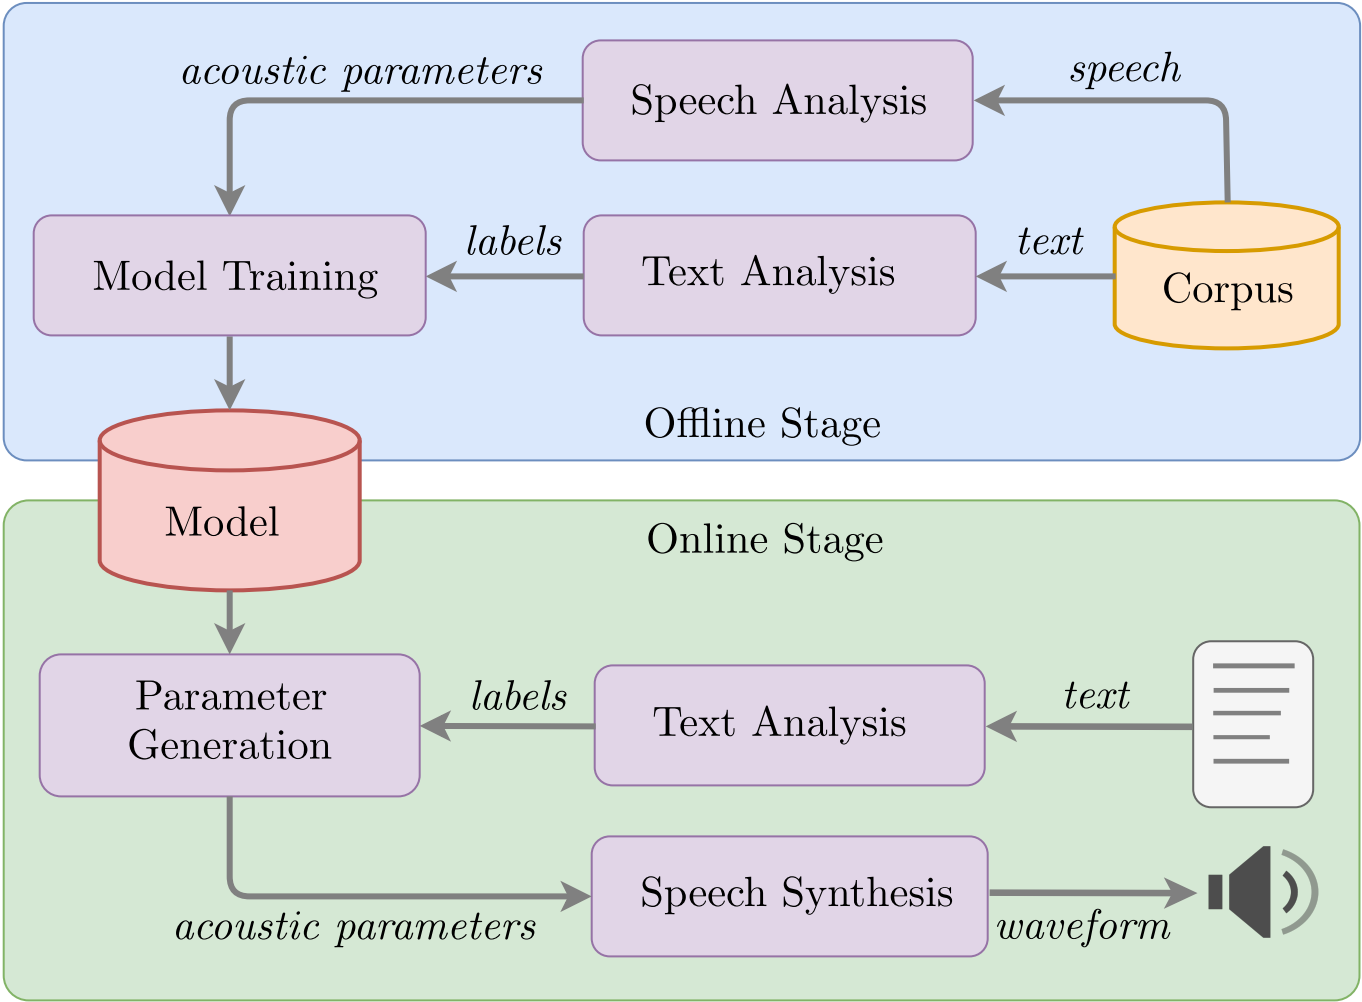 acoustic parameters
Speech Analysis
speech
Model Training
labels
Text Analysis
text
Corpus
Offline Stage
Model
Online Stage
Parameter
Generation
labels
Text Analysis
text
acoustic parameters
Speech Synthesis
waveform